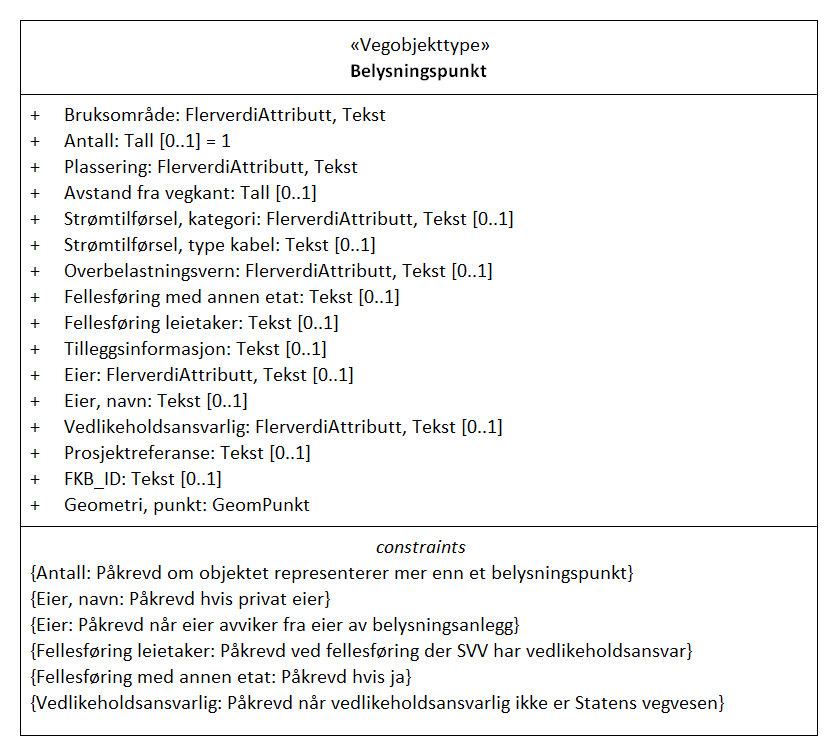 «Vegobjekttype»
Belysningspunkt
+ Bruksområde: FlerverdiAttributt, Tekst
+ Antall: Tall [0..1] = 1
+ Plassering: FlerverdiAttributt, Tekst
+ Avstand fra vegkant: Tall [0..1]
+ Strømtilførsel, kategori: FlerverdiAttributt, Tekst [0..1]
+ Strømtilførsel, type kabel: Tekst [0..1]
+ Overbelastningsvern: FlerverdiAttributt, Tekst [0..1]
+ Fellesføring med annen etat: Tekst [0..1]
+ Fellesføring leietaker: Tekst [0..1]
+ Tilleggsinformasjon: Tekst [0..1]
+ Eier: FlerverdiAttributt, Tekst [0..1]
+ Eier, navn: Tekst [0..1]
+ Vedlikeholdsansvarlig: FlerverdiAttributt, Tekst [0..1]
+ Prosjektreferanse: Tekst [0..1]
+ FKB_ID: Tekst [0..1]
+ Geometri, punkt: GeomPunkt
constraints
{Antall: Påkrevd om objektet representerer mer enn et belysningspunkt}
{Eier, navn: Påkrevd hvis privat eier}
{Eier: Påkrevd når eier avviker fra eier av belysningsanlegg}
{Fellesføring leietaker: Påkrevd ved fellesføring der SVV har vedlikeholdsansvar}
{Fellesføring med annen etat: Påkrevd hvis ja}
{Vedlikeholdsansvarlig: Påkrevd når vedlikeholdsansvarlig ikke er Statens vegvesen}